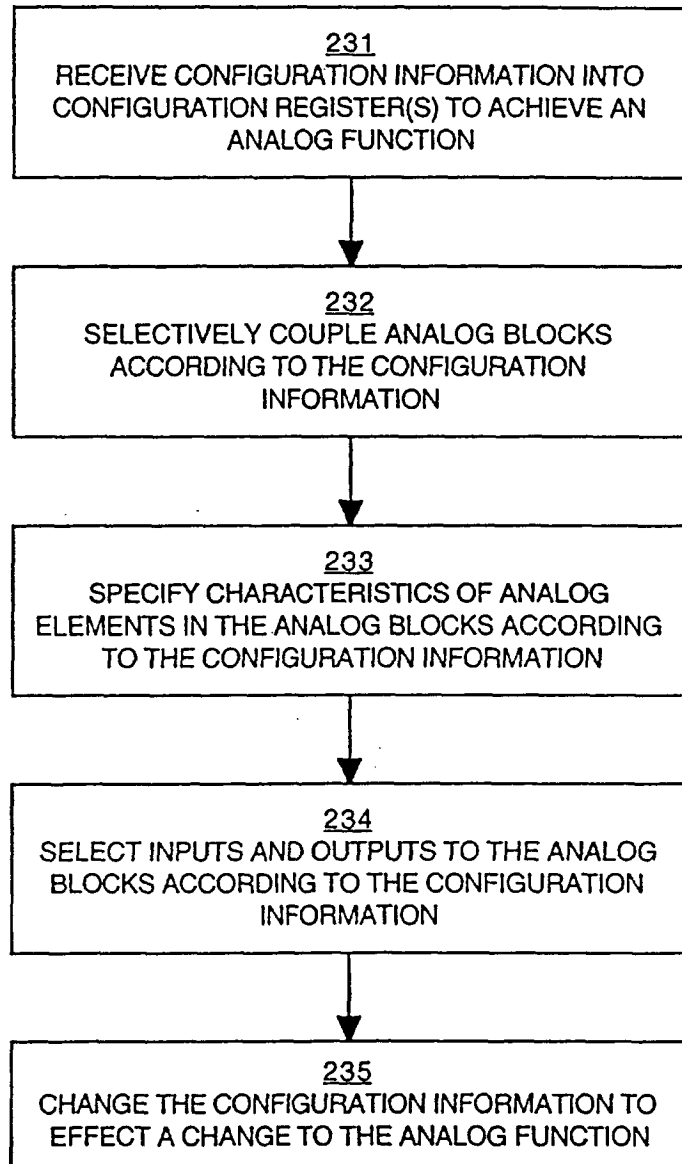 231
RECEIVE CONFIGURATION INFORMATION INTO
CONFIGURATION REGISTER(S) TO ACHIEVE AN
ANALOG FUNCTION
232
SELECTIVELY COUPLE ANALOG BLOCKS
ACCORDING TO THE CONFIGURATION
INFORMATION
233
SPECIFY CHARACTERISTICS OF ANALOG
ELEMENTS IN THE ANALOG BLOCKS ACCORDING
TO THE CONFIGURATION INFORMATION
234
SELECT INPUTS AND OUTPUTS TO THE ANALOG
BLOCKS ACCORDING TO THE CONFIGURATION
INFORMATION
235
CHANGE THE CONFIGURATION INFORMATION TO
EFFECT A CHANGE TO THE ANALOG FUNCTION